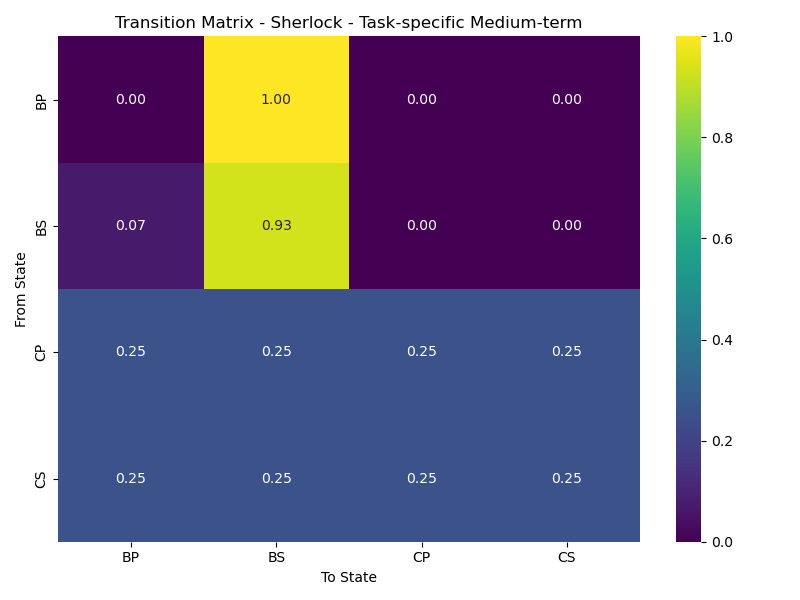 Transition Matrix - Sherlock - Task-specific Medium-term
From State
BP 0.00 1.00 0.00 0.00
BS 0.07 0.93 0.00 0.00
CP 0.25 0.25 0.25 0.25
CS 0.25 0.25 0.25 0.25
BP BS CP CS
To State
1.0
0.8
0.6
0.4
0.2
0.0